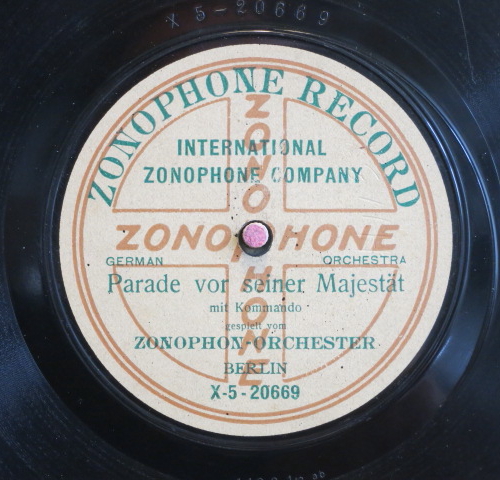 X 5-20669
ZONOPHONE RECORD
INTERNATIONAL
ZONOPHONE COMPANY
ZONOPHONE
ZONOPHONE
GERMAN ORCHESTRA
Parade vor seiner Majestät
mit Kommando
gespielt vom
ZONOPHON-ORCHESTER
BERLIN
X-5-20669